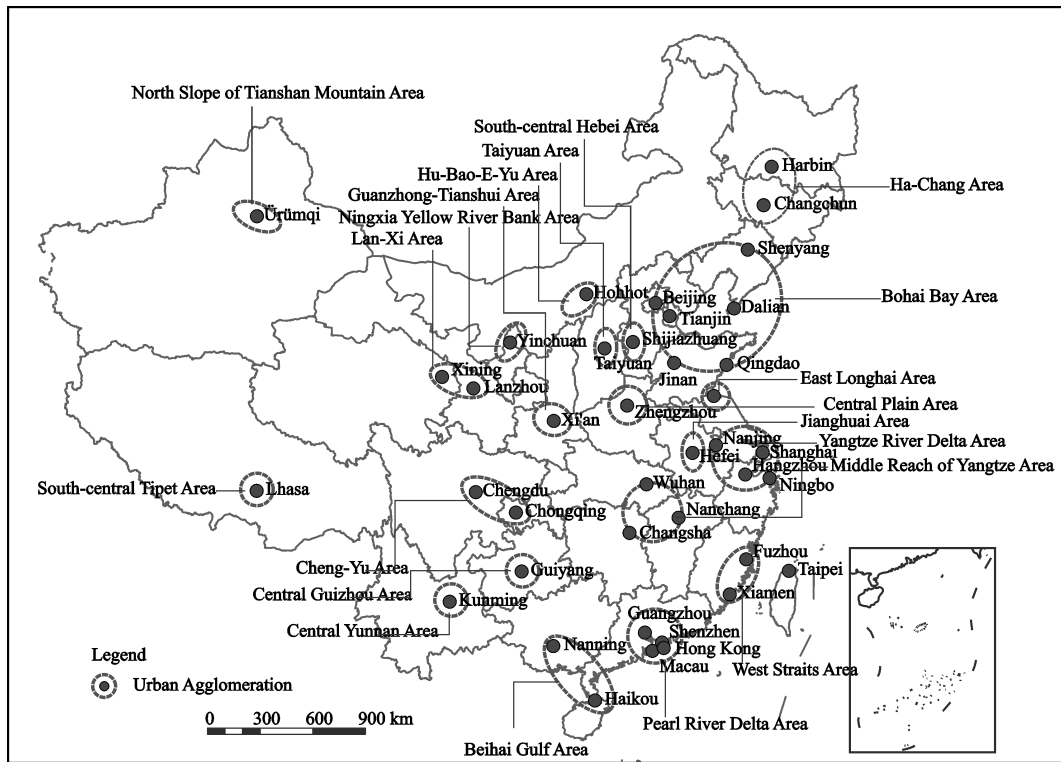 North Slope of Tianshan Mountain Area
South-central Hebei Area
Taiyuan Area
Hu-Bao-E-Yu Area
Guanzhong-Tianshui Area
Ningxia Yellow River Bank Area
Lan-Xi Area
Harbin
Ha-Chang Area
Changchun
Ürümqi
Shenyang
Hohhot
Beijing
Bohai Bay Area
Dalian
Tianjin
Yinchuan
Shijiazhuang
Taiyuan
Jinan
Qingdao
Xining
Lanzhou
East Longhai Area
Zhengzhou
Central Plain Area
Xi'an
Jianghuai Area
Nanjing
Yangtze River Delta Area
Hefei
Shanghai
Hangzhou
Middle Reach of Yangtze Area
Ningbo
South-central Tipet Area
Lhasa
Chengdu
Wuhan
Chongqing
Nanchang
Changsha
Fuzhou
Cheng-Yu Area
Guiyang
Taipei
Central Guizhou Area
Kunming
Xiamen
Central Yunnan Area
Guangzhou
Shenzhen
Nanning
Hong Kong
Macau
West Straits Area
Legend
Urban Agglomeration
Haikou
Pearl River Delta Area
0 300 600 900 km
Beihai Gulf Area